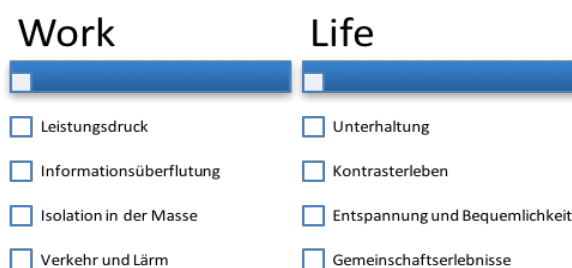 Work
Leistungsdruck
Informationsüberflutung
Isolation in der Masse
Verkehr und Lärm
Life
Unterhaltung
Kontrasterleben
Entspannung und Bequemlichkeit
Gemeinschaftserlebnisse